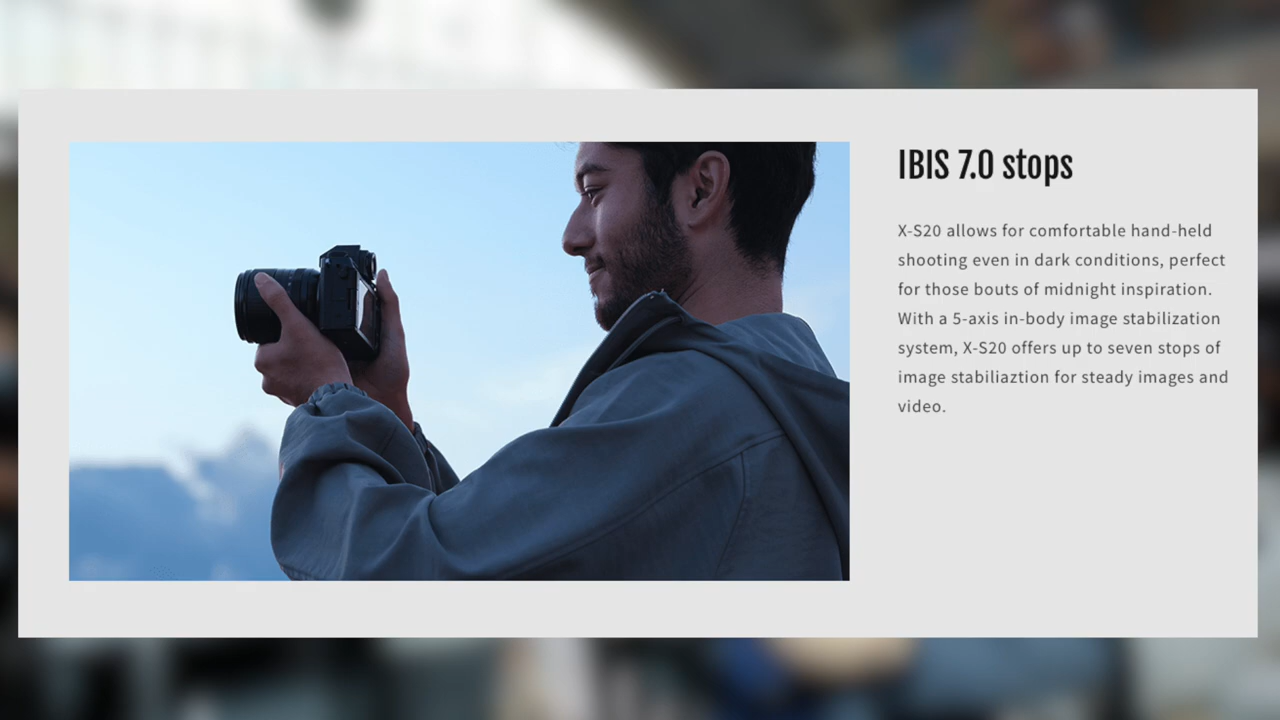 IBIS 7.0 stops
X-S20 allows for comfortable hand-held
shooting even in dark conditions, perfect
for those bouts of midnight inspiration.
With a 5-axis in-body image stabilization
system, X-S20 offers up to seven stops of
image stabiliaztion for steady images and
video.